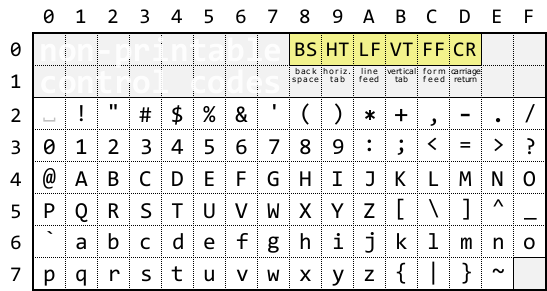 0 1 2 3 4 5 6 7 8 9 A B C D E F
0 non-printable BS HT LF VT FF CR
1 control codes back space horiz. tab line feed vertical tab form feed carriage return
2 ␣ ! " # $ % & ' ( ) * + , - . /
3 0 1 2 3 4 5 6 7 8 9 : ; < = > ?
4 @ A B C D E F G H I J K L M N O
5 P Q R S T U V W X Y Z [ \ ] ^ _
6 ` a b c d e f g h i j k l m n o
7 p q r s t u v w x y z { | } ~